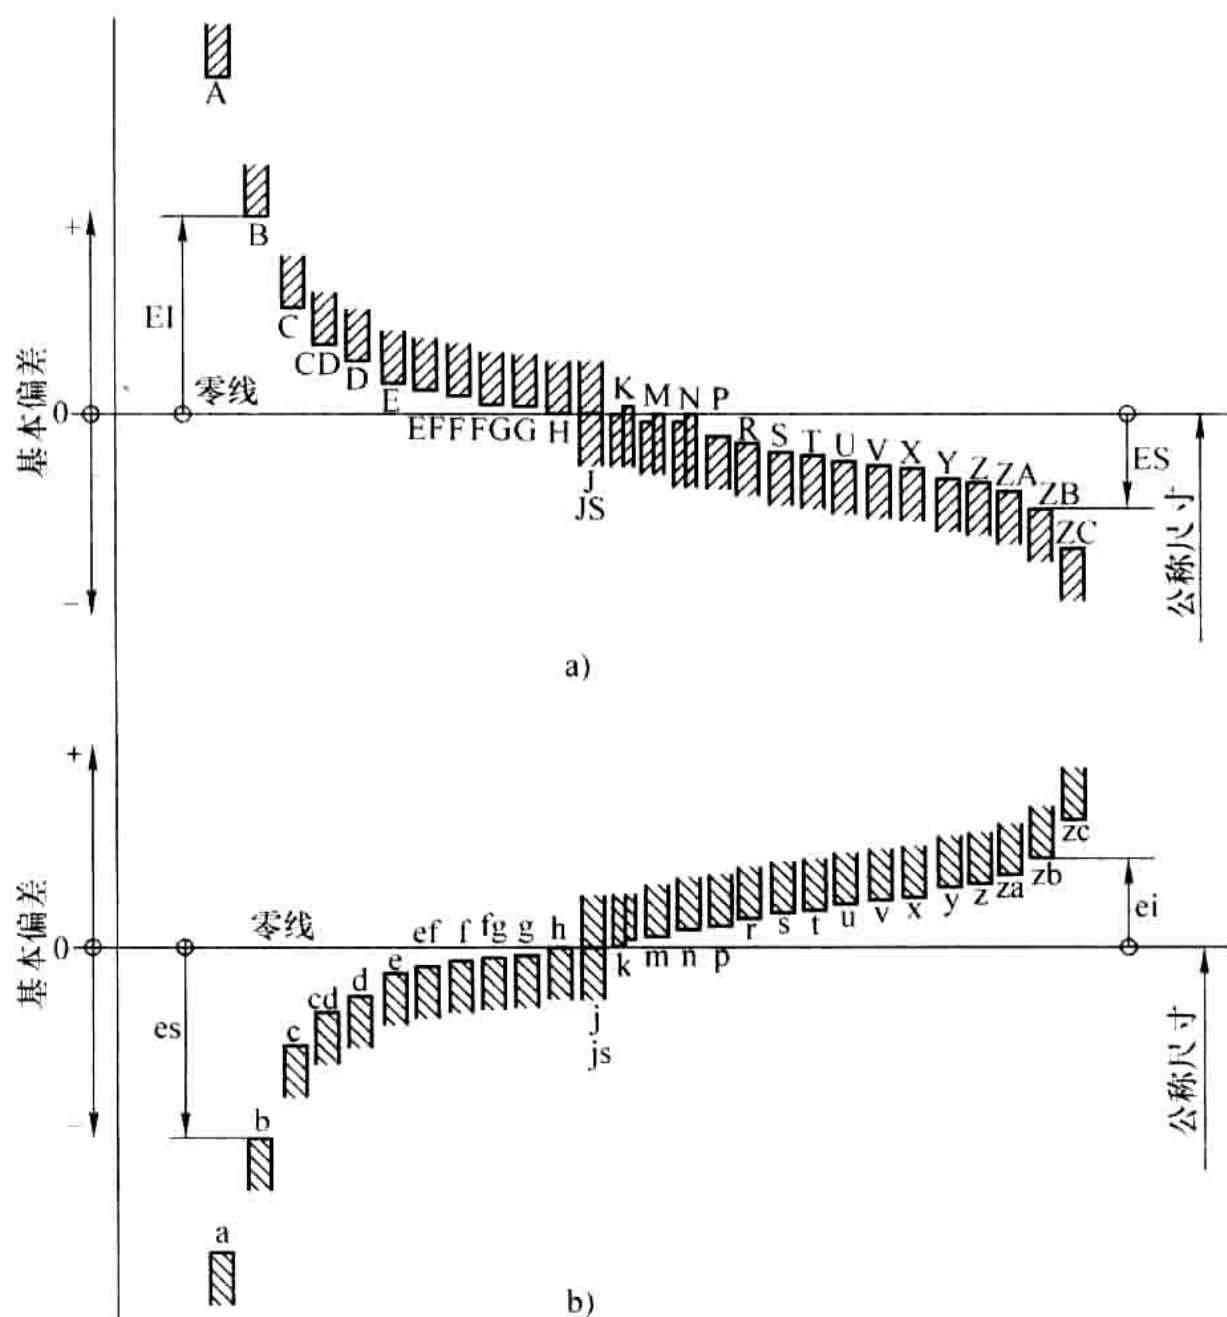 A
B
+
C
CD
D
E
EF
F
FG
G
H
J
JS
K
M
N
P
R
S
T
U
V
X
Y
Z
ZA
ZB
ZC
EI
ES
零线
0
基本偏差
−
公称尺寸
a)
+
zc
zb
za
z
y
x
v
u
t
s
r
p
n
m
k
j
js
h
g
fg
f
ef
e
d
cd
c
b
a
es
ei
零线
0
基本偏差
−
公称尺寸
b)